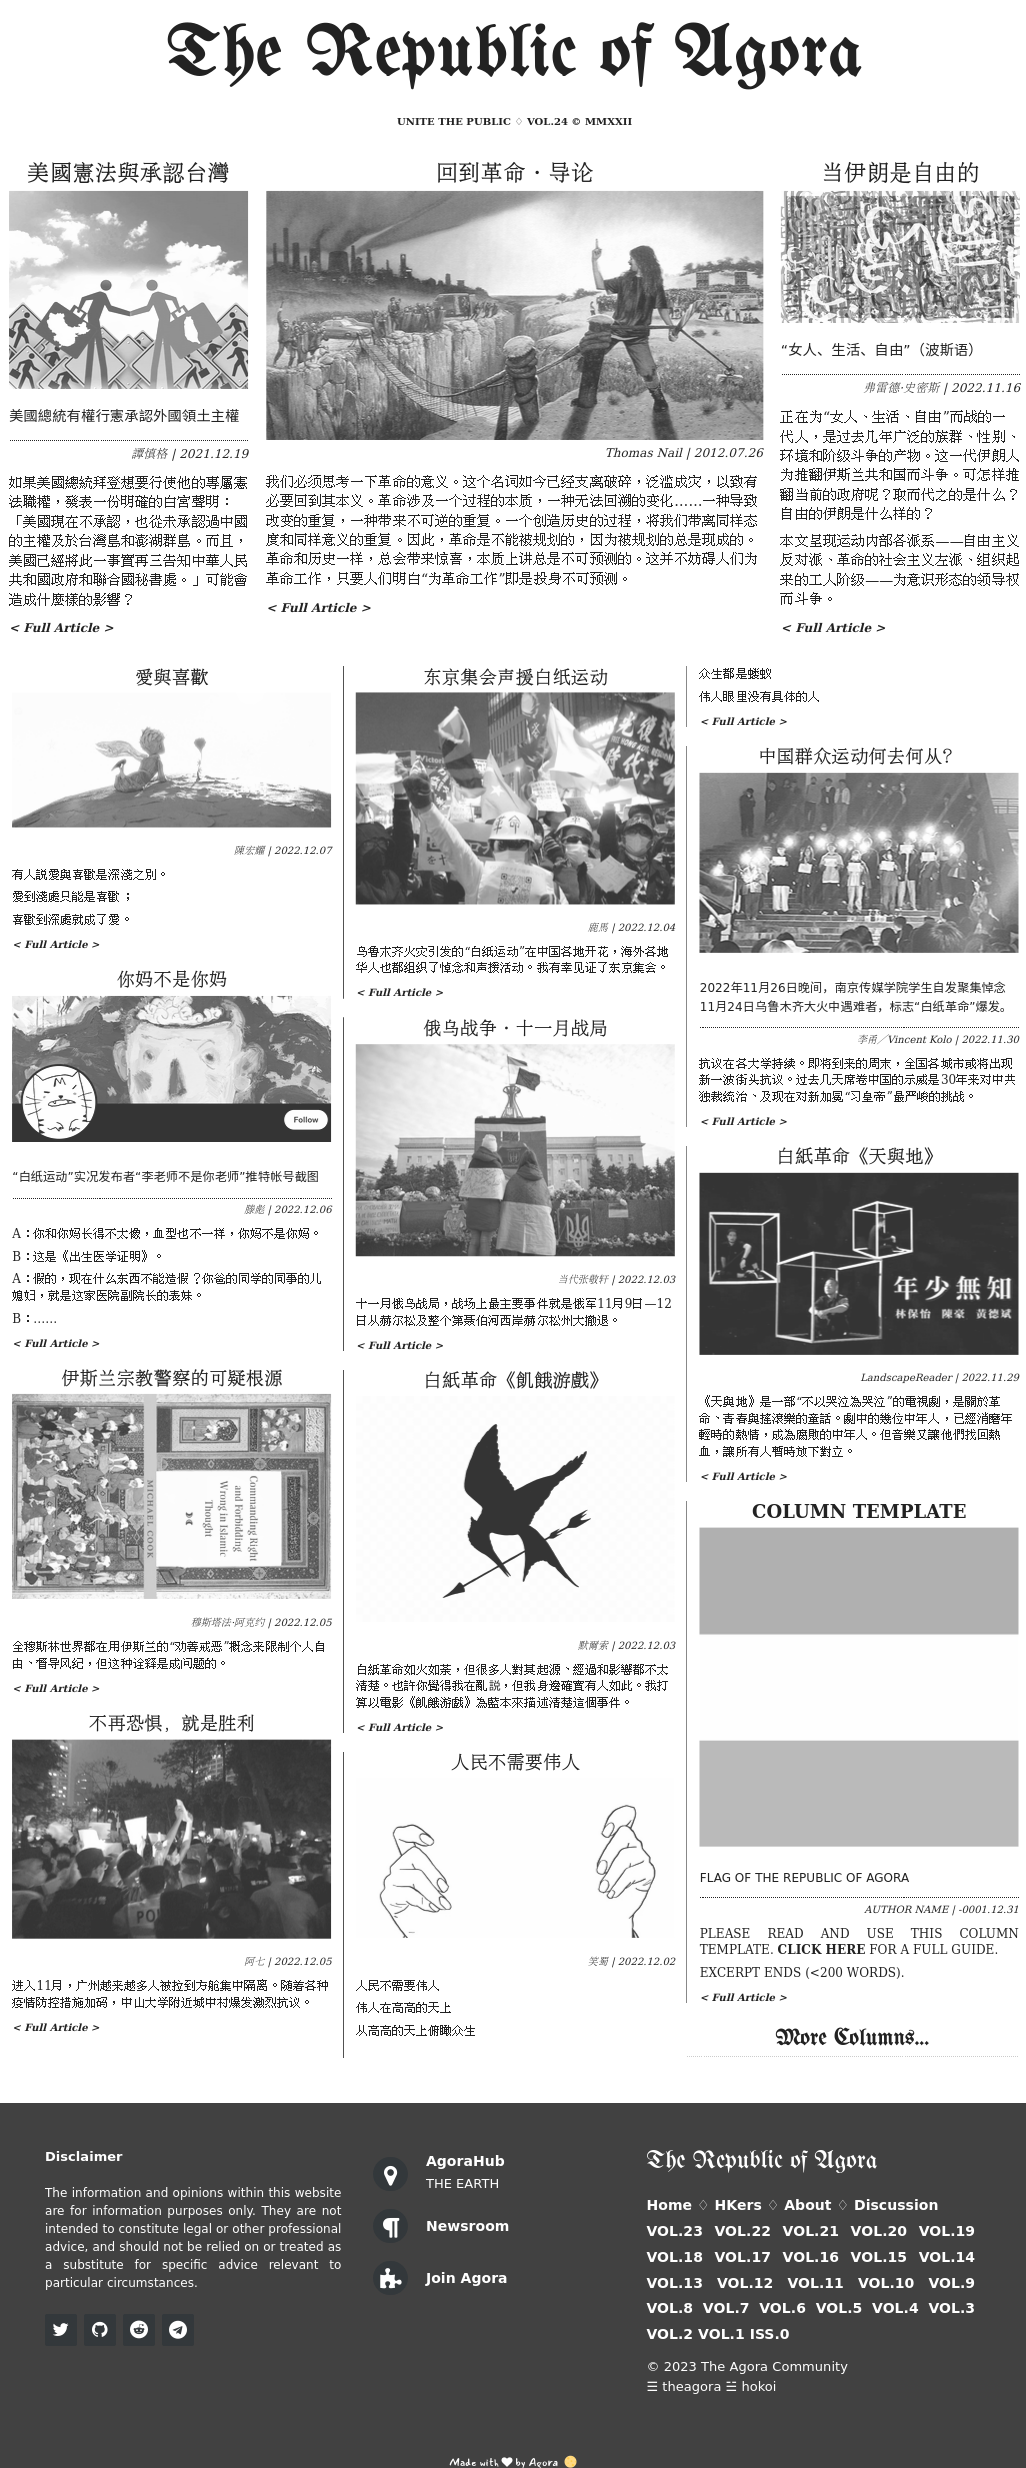 The Republic of Agora
UNITE THE PUBLIC ♢ VOL.24 © MMXXII
美國憲法與承認台灣
美國總統有權行憲承認外國領土主權
譚慎格 | 2021.12.19
如果美國總統拜登想要行使他的專屬憲
法職權，發表一份明確的白宮聲明：
「美國現在不承認，也從未承認過中國
的主權及於台灣島和澎湖群島。而且，
美國已經將此一事實再三告知中華人民
共和國政府和聯合國秘書處。」可能會
造成什麼樣的影響？
< Full Article >
回到革命 · 导论
Thomas Nail | 2012.07.26
我们必须思考一下革命的意义。这个名词如今已经支离破碎，泛滥成灾，以致有
必要回到其本义。革命涉及一个过程的本质，一种无法回溯的变化……一种导致
改变的重复，一种带来不可逆的重复。一个创造历史的过程，将我们带离同样态
度和同样意义的重复。因此，革命是不能被规划的，因为被规划的总是现成的。
革命和历史一样，总会带来惊喜，本质上讲总是不可预测的。这并不妨碍人们为
革命工作，只要人们明白“为革命工作”即是投身不可预测。
< Full Article >
当伊朗是自由的
“女人、生活、自由”（波斯语）
弗雷德·史密斯 | 2022.11.16
正在为“女人、生活、自由”而战的一
代人，是过去几年广泛的族群、性别、
环境和阶级斗争的产物。这一代伊朗人
为推翻伊斯兰共和国而斗争。可怎样推
翻当前的政府呢？取而代之的是什么？
自由的伊朗是什么样的？
本文呈现运动内部各派系——自由主义
反对派、革命的社会主义左派、组织起
来的工人阶级——为意识形态的领导权
而斗争。
< Full Article >
愛與喜歡
陳宏耀 | 2022.12.07
有人説愛與喜歡是深淺之別。
愛到淺處只能是喜歡；
喜歡到深處就成了愛。
< Full Article >
你妈不是你妈
Follow
“白纸运动”实况发布者“李老师不是你老师”推特帐号截图
滕彪 | 2022.12.06
A：你和你妈长得不太像，血型也不一样，你妈不是你妈。
B：这是《出生医学证明》。
A：假的，现在什么东西不能造假？你爸的同学的同事的儿
媳妇，就是这家医院副院长的表妹。
B：……
< Full Article >
伊斯兰宗教警察的可疑根源
MICHAEL COOK
Commanding Right
and Forbidding
Wrong in Islamic
Thought
穆斯塔法·阿克约 | 2022.12.05
全穆斯林世界都在用伊斯兰的“劝善戒恶”概念来限制个人自
由、督导风纪，但这种诠释是成问题的。
< Full Article >
不再恐惧，就是胜利
阿七 | 2022.12.05
进入11月，广州越来越多人被拉到方舱集中隔离。随着各种
疫情防控措施加码，中山大学附近城中村爆发激烈抗议。
< Full Article >
东京集会声援白纸运动
鹿馬 | 2022.12.04
乌鲁木齐火灾引发的“白纸运动”在中国各地开花，海外各地
华人也都组织了悼念和声援活动。我有幸见证了东京集会。
< Full Article >
俄乌战争 · 十一月战局
当代张敬轩 | 2022.12.03
十一月俄乌战局，战场上最主要事件就是俄军11月9日—12
日从赫尔松及整个第聂伯河西岸赫尔松州大撤退。
< Full Article >
白紙革命《飢餓游戲》
默爾索 | 2022.12.03
白紙革命如火如荼，但很多人對其起源、經過和影響都不太
清楚。也許你覺得我在亂説，但我身邊確實有人如此。我打
算以電影《飢餓游戲》為藍本來描述清楚這個事件。
< Full Article >
人民不需要伟人
笑蜀 | 2022.12.02
人民不需要伟人
伟人在高高的天上
从高高的天上俯瞰众生
众生都是蝼蚁
伟人眼里没有具体的人
< Full Article >
中国群众运动何去何从？
2022年11月26日晚间，南京传媒学院学生自发聚集悼念
11月24日乌鲁木齐大火中遇难者，标志“白纸革命”爆发。
李甭／Vincent Kolo | 2022.11.30
抗议在各大学持续。即将到来的周末，全国各城市或将出现
新一波街头抗议。过去几天席卷中国的示威是30年来对中共
独裁统治、及现在对新加冕“习皇帝”最严峻的挑战。
< Full Article >
白紙革命《天與地》
年少無知
林保怡 陳豪 黃德斌
LandscapeReader | 2022.11.29
《天與地》是一部“不以哭泣為哭泣”的電視劇，是關於革
命、青春與搖滾樂的童話。劇中的幾位中年人，已經消磨年
輕時的熱情，成為腐敗的中年人。但音樂又讓他們找回熱
血，讓所有人暫時放下對立。
< Full Article >
COLUMN TEMPLATE
FLAG OF THE REPUBLIC OF AGORA
AUTHOR NAME | -0001.12.31
PLEASE READ AND USE THIS COLUMN
TEMPLATE. CLICK HERE FOR A FULL GUIDE.
EXCERPT ENDS (<200 WORDS).
< Full Article >
More Columns...
Disclaimer
The information and opinions within this website
are for information purposes only. They are not
intended to constitute legal or other professional
advice, and should not be relied on or treated as
a substitute for specific advice relevant to
particular circumstances.
AgoraHub
THE EARTH
Newsroom
Join Agora
The Republic of Agora
Home ♢ HKers ♢ About ♢ Discussion
VOL.23 VOL.22 VOL.21 VOL.20 VOL.19
VOL.18 VOL.17 VOL.16 VOL.15 VOL.14
VOL.13 VOL.12 VOL.11 VOL.10 VOL.9
VOL.8 VOL.7 VOL.6 VOL.5 VOL.4 VOL.3
VOL.2 VOL.1 ISS.0
© 2023 The Agora Community
☰ theagora ☱ hokoi
Made with ♥ by Agora